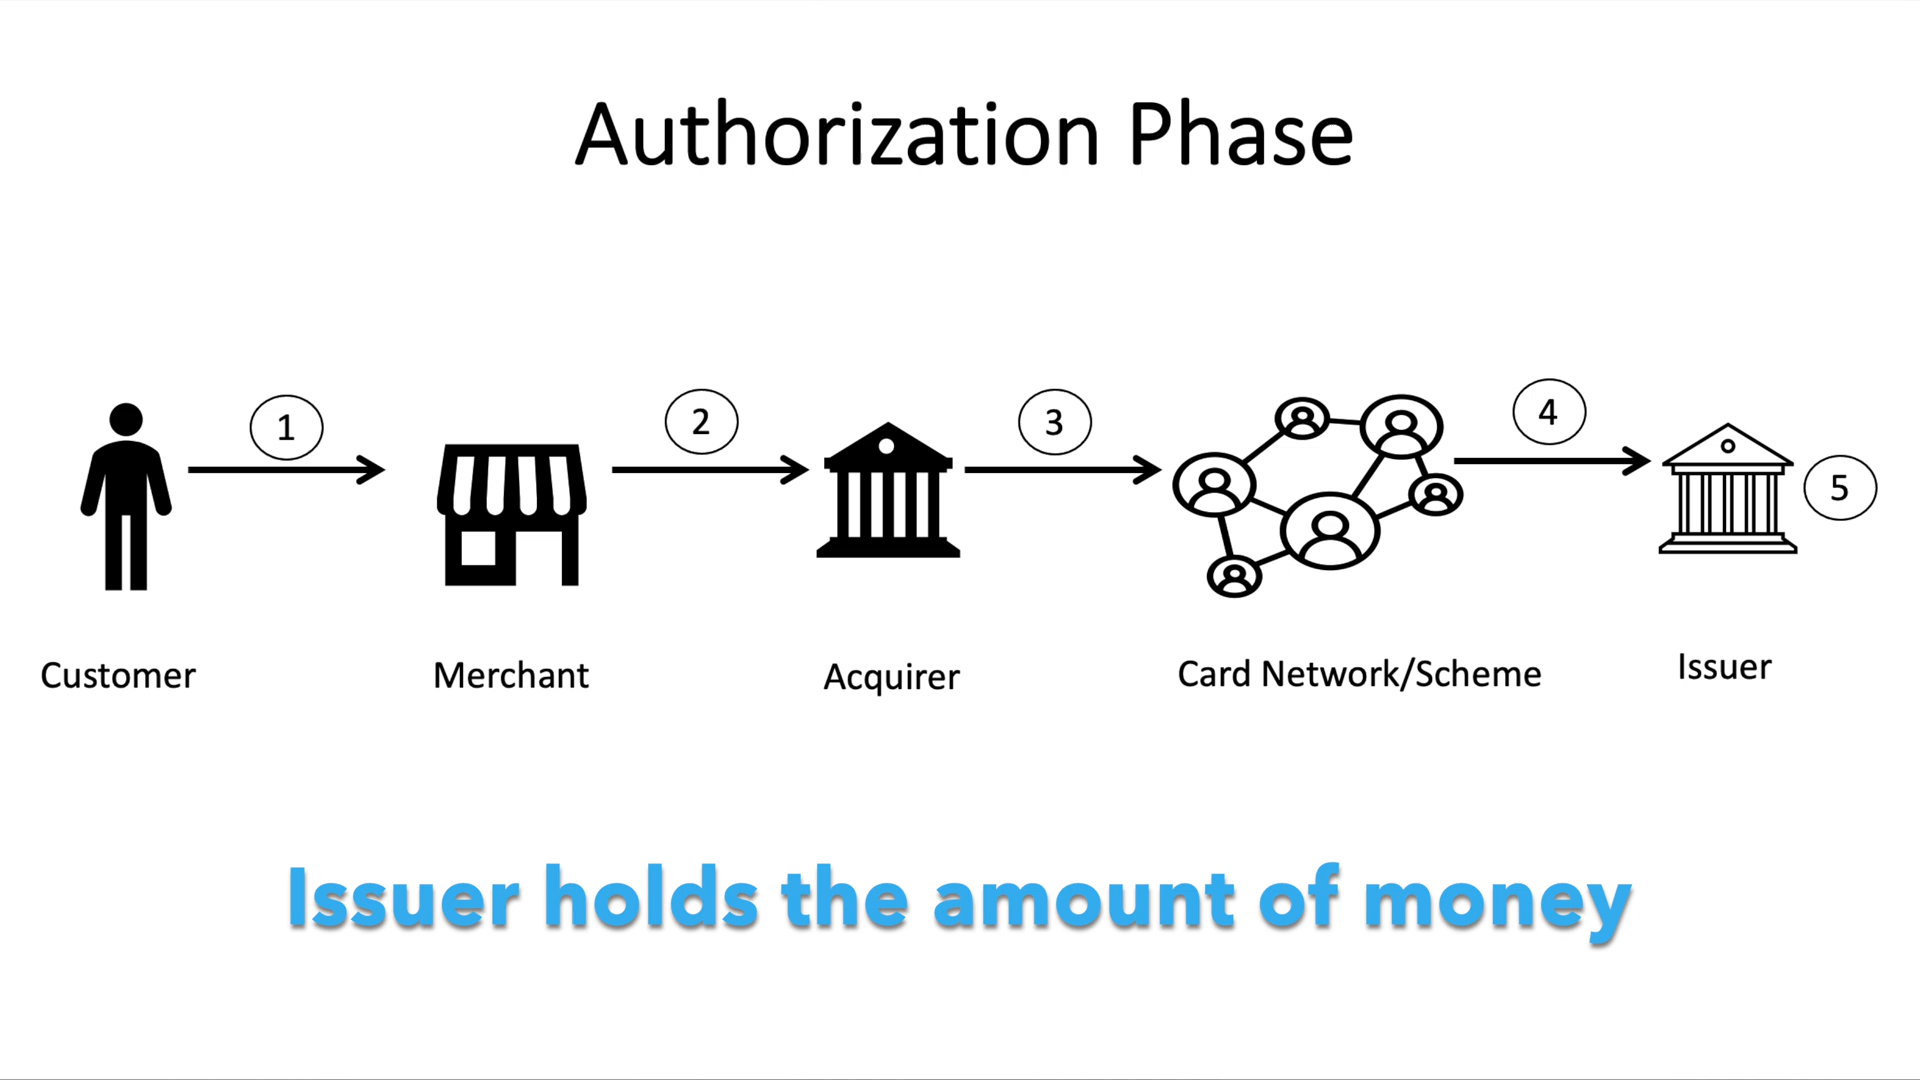 Authorization Phase
1
2
3
4
5
Customer
Merchant
Acquirer
Card Network/Scheme
Issuer
Issuer holds the amount of money